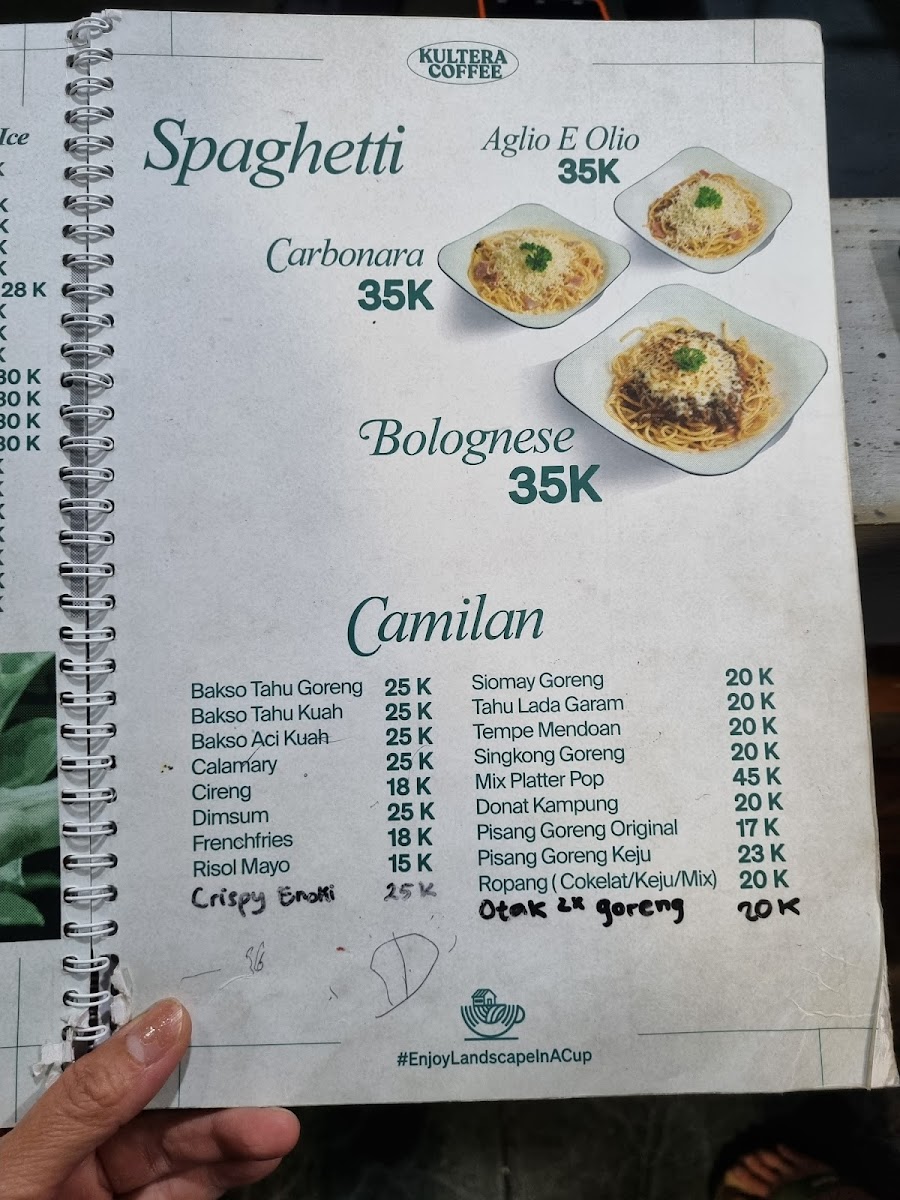 KULTERA
COFFEE
Ice
28 K
30 K
30 K
30 K
30 K
Spaghetti
Aglio E Olio
35K
Carbonara
35K
Bolognese
35K
Camilan
Bakso Tahu Goreng 25 K
Bakso Tahu Kuah 25 K
Bakso Aci Kuah 25 K
Calamary 25 K
Cireng 18 K
Dimsum 25 K
Frenchfries 18 K
Risol Mayo 15 K
Crispy Enoki 25 K
Siomay Goreng 20 K
Tahu Lada Garam 20 K
Tempe Mendoan 20 K
Singkong Goreng 20 K
Mix Platter Pop 45 K
Donat Kampung 20 K
Pisang Goreng Original 17 K
Pisang Goreng Keju 23 K
Ropang ( Cokelat/Keju/Mix) 20 K
Otak 2x goreng 20 K
#EnjoyLandscapeInACup